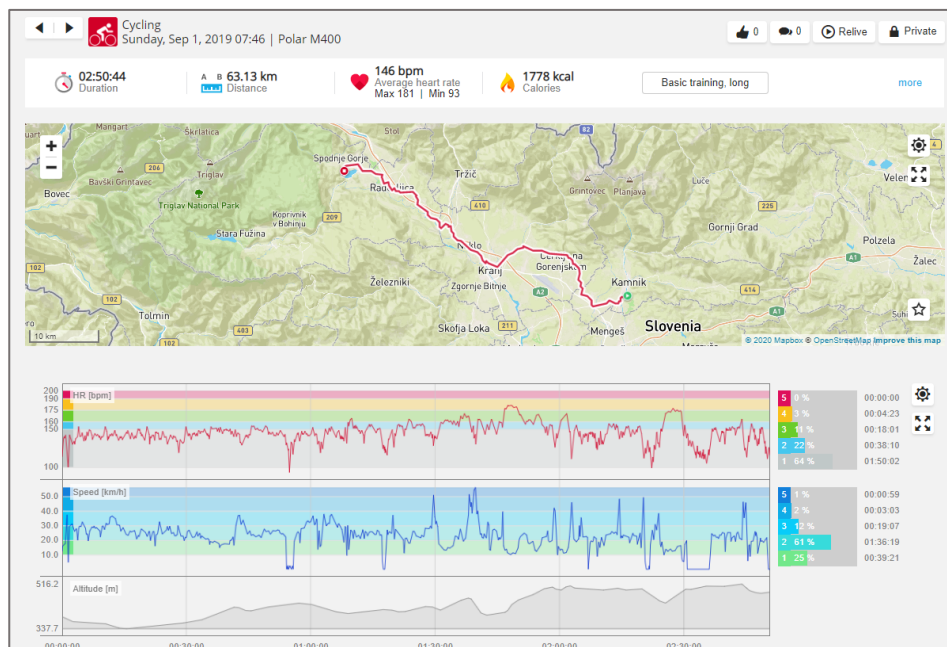 Cycling
Sunday, Sep 1, 2019 07:46 | Polar M400
0
0
Relive
Private
02:50:44
Duration
A B
63.13 km
Distance
146 bpm
Average heart rate
Max 181 | Min 93
1778 kcal
Calories
Basic training, long
more
Mangart
Škrlatica
Stol
82
Spodnje Gorje
Tržič
206
Bavški Grintavec
Triglav
Grintovec
Planjava
Luče
Bovec
Triglav National Park
410
225
Koprivnik
v Bohinju
209
Gornji Grad
Stara Fužina
Polzela
A1
Žalec
102
Kranj
Gorenjskem
Železniki
Zgornje Bitnje
A2
Kamnik
414
102
Tolmin
403
Škofja Loka
211
Mengeš
Slovenia
A1
10 km
102
© 2020 Mapbox © OpenStreetMap Improve this map
200
190
175
160
150
100
HR [bpm]
5 0 % 00:00:00
4 3 % 00:04:23
3 11 % 00:18:01
2 22 % 00:38:10
1 64 % 01:50:02
Speed [km/h]
50.0
40.0
30.0
20.0
10.0
5 1 % 00:00:59
4 2 % 00:03:03
3 12 % 00:19:07
2 61 % 01:36:19
1 25 % 00:39:21
516.2
Altitude [m]
337.7
00:00:00
00:30:00
01:00:00
01:30:00
02:00:00
02:30:00